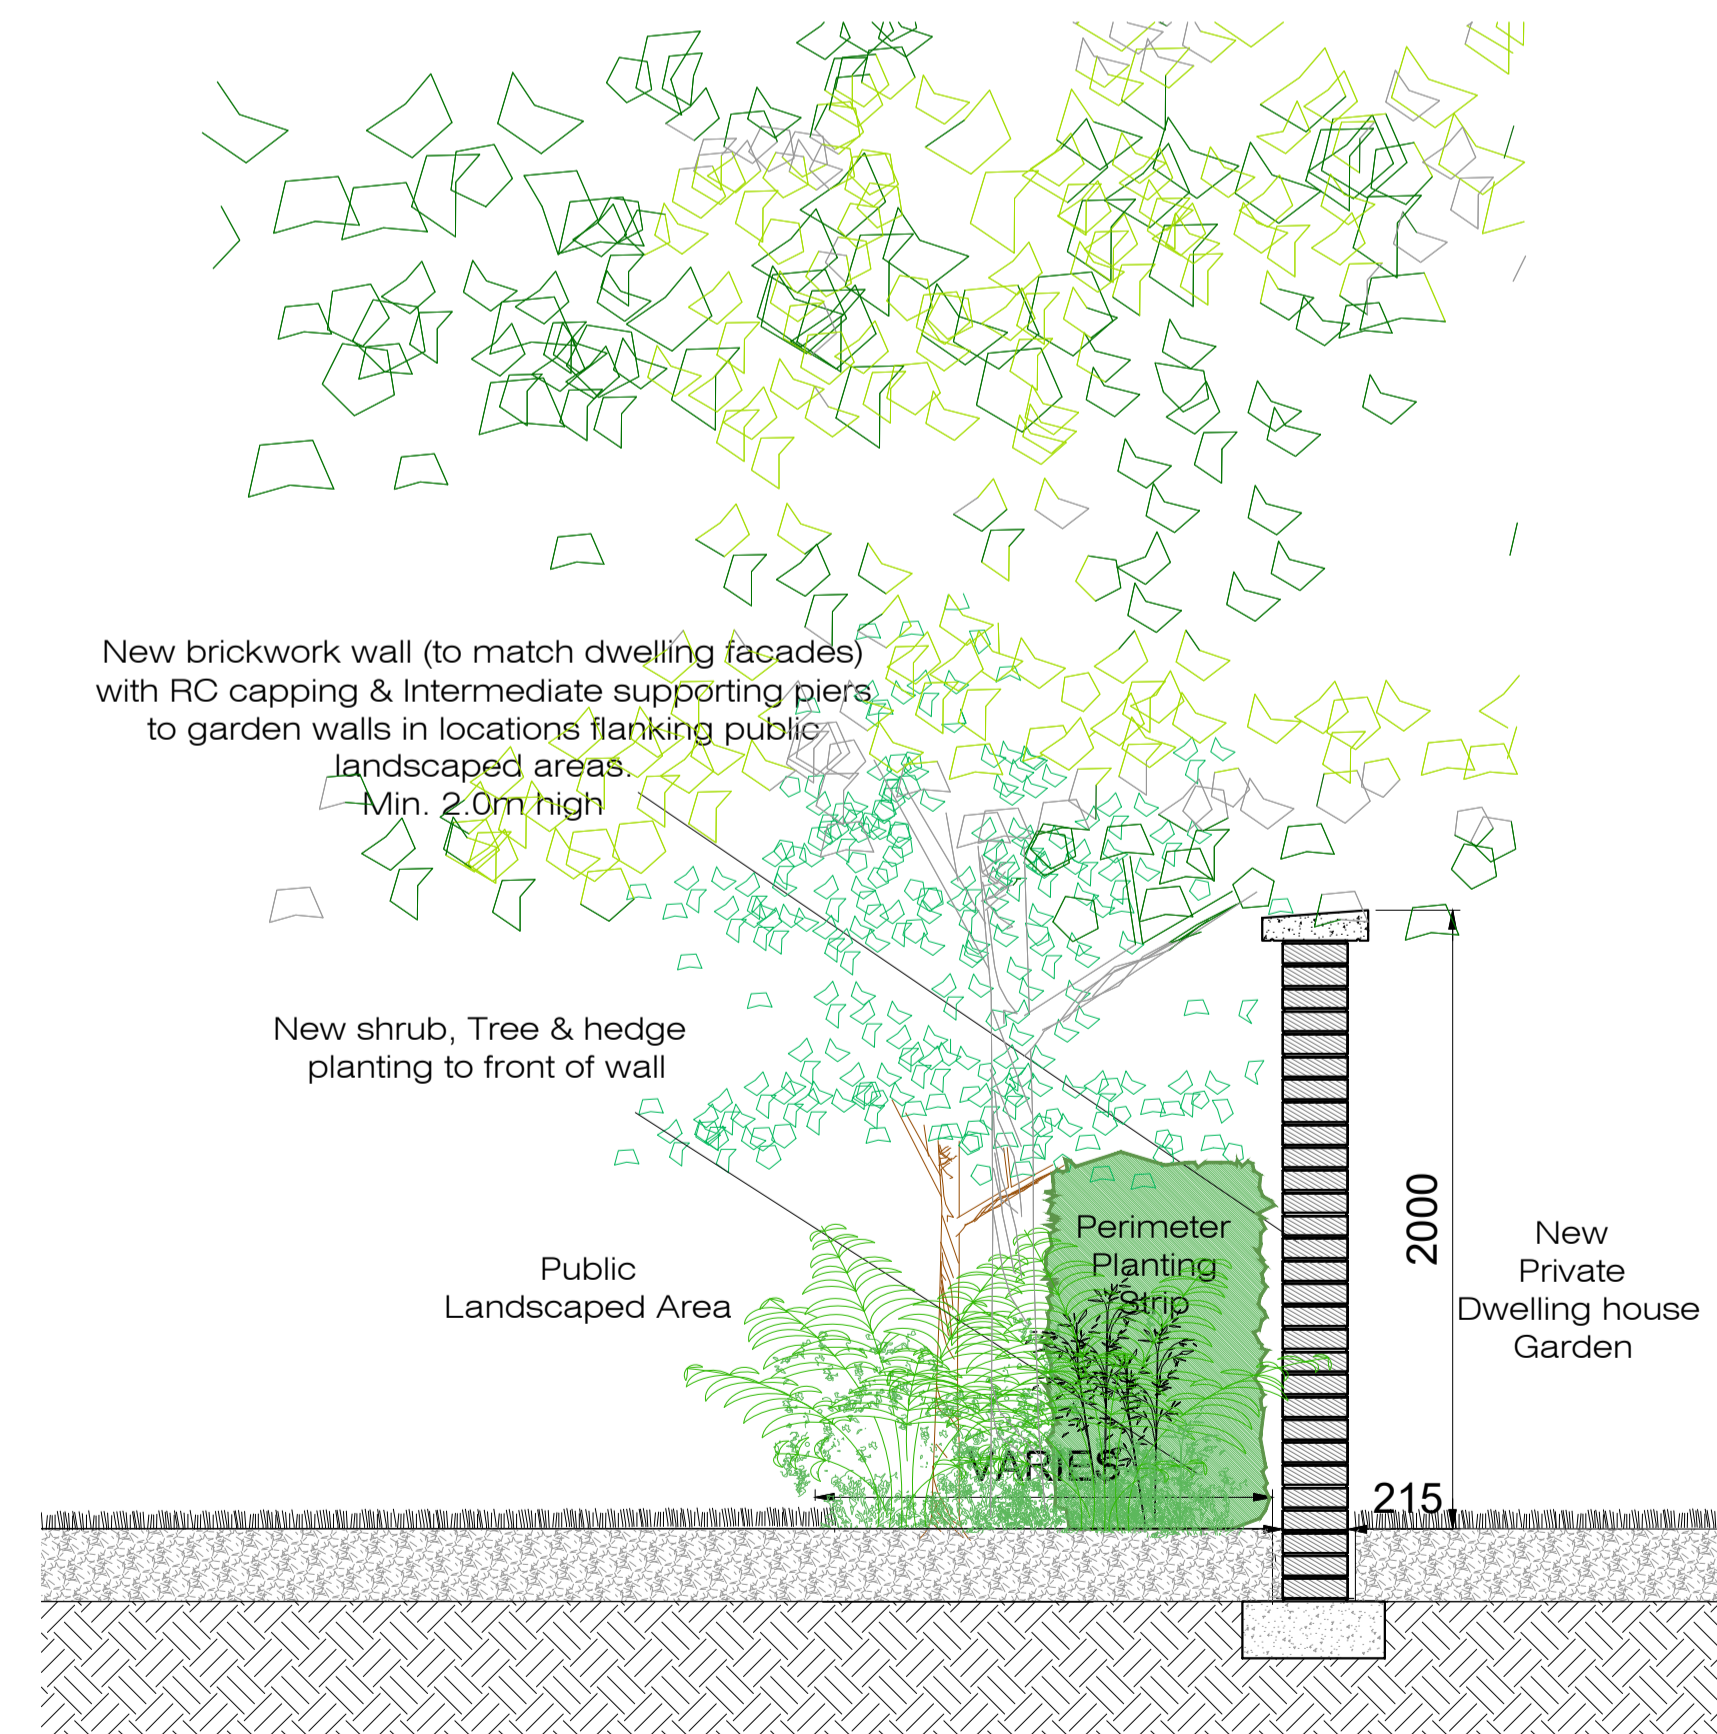 New brickwork wall (to match dwelling facades)
with RC capping & Intermediate supporting piers
to garden walls in locations flanking public
landscaped areas.
Min. 2.0m high
New shrub, Tree & hedge
planting to front of wall
Public
Landscaped Area
Perimeter
Planting
Strip
2000
New
Private
Dwelling house
Garden
VARIES
215